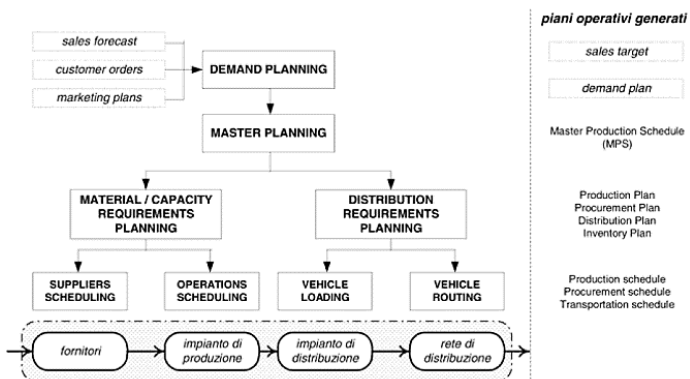 piani operativi generati
sales forecast
sales target
customer orders
DEMAND PLANNING
marketing plans
demand plan
MASTER PLANNING
Master Production Schedule
(MPS)
MATERIAL / CAPACITY
REQUIREMENTS
PLANNING
DISTRIBUTION
REQUIREMENTS
PLANNING
Production Plan
Procurement Plan
Distribution Plan
Inventory Plan
SUPPLIERS
SCHEDULING
OPERATIONS
SCHEDULING
VEHICLE
LOADING
VEHICLE
ROUTING
Production schedule
Procurement schedule
Transportation schedule
fornitori
impianto di
produzione
impianto di
distribuzione
rete di
distribuzione